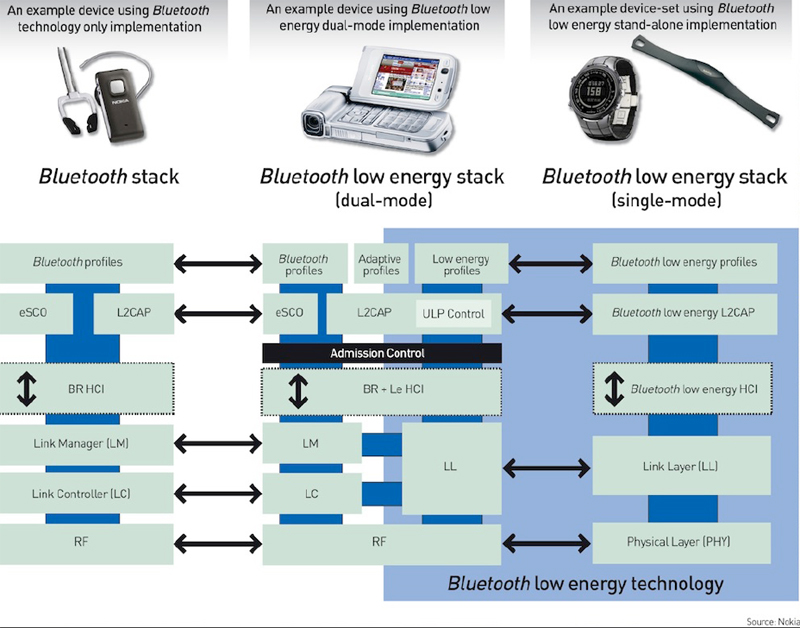 An example device using Bluetooth
technology only implementation
An example device using Bluetooth low
energy dual-mode implementation
An example device-set using Bluetooth
low energy stand-alone implementation
NOKIA
158
Bluetooth stack
Bluetooth low energy stack
(dual-mode)
Bluetooth low energy stack
(single-mode)
Bluetooth profiles
Bluetooth
profiles
Adaptive
profiles
Low energy
profiles
Bluetooth low energy profiles
eSCO
L2CAP
eSCO
L2CAP
ULP Control
Bluetooth low energy L2CAP
Admission Control
BR HCI
BR + Le HCI
Bluetooth low energy HCI
Link Manager (LM)
LM
LL
Link Layer (LL)
Link Controller (LC)
LC
RF
RF
Physical Layer (PHY)
Bluetooth low energy technology
Source: Nokia